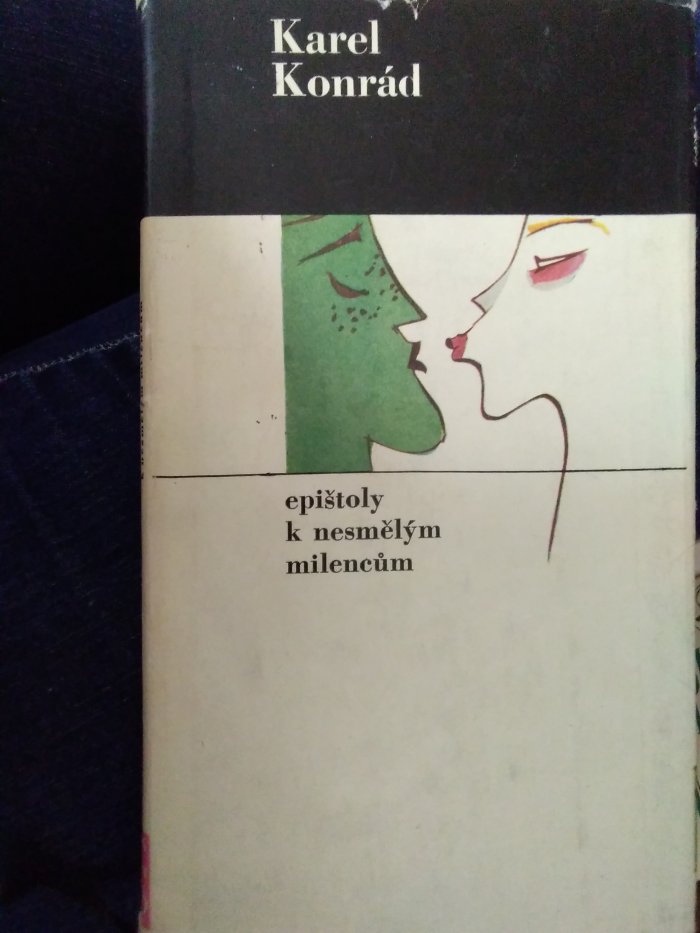 Karel
Konrád
epištoly
k nesmělým
milencům